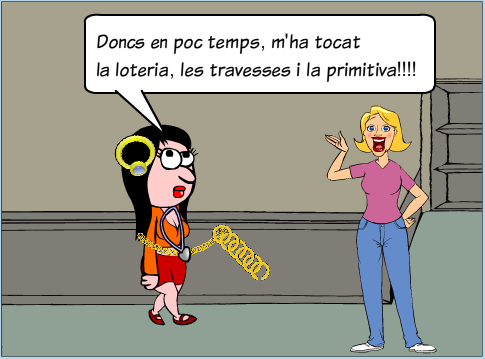 Doncs en poc temps, m'ha tocat
la loteria, les travesses i la primitiva!!!!